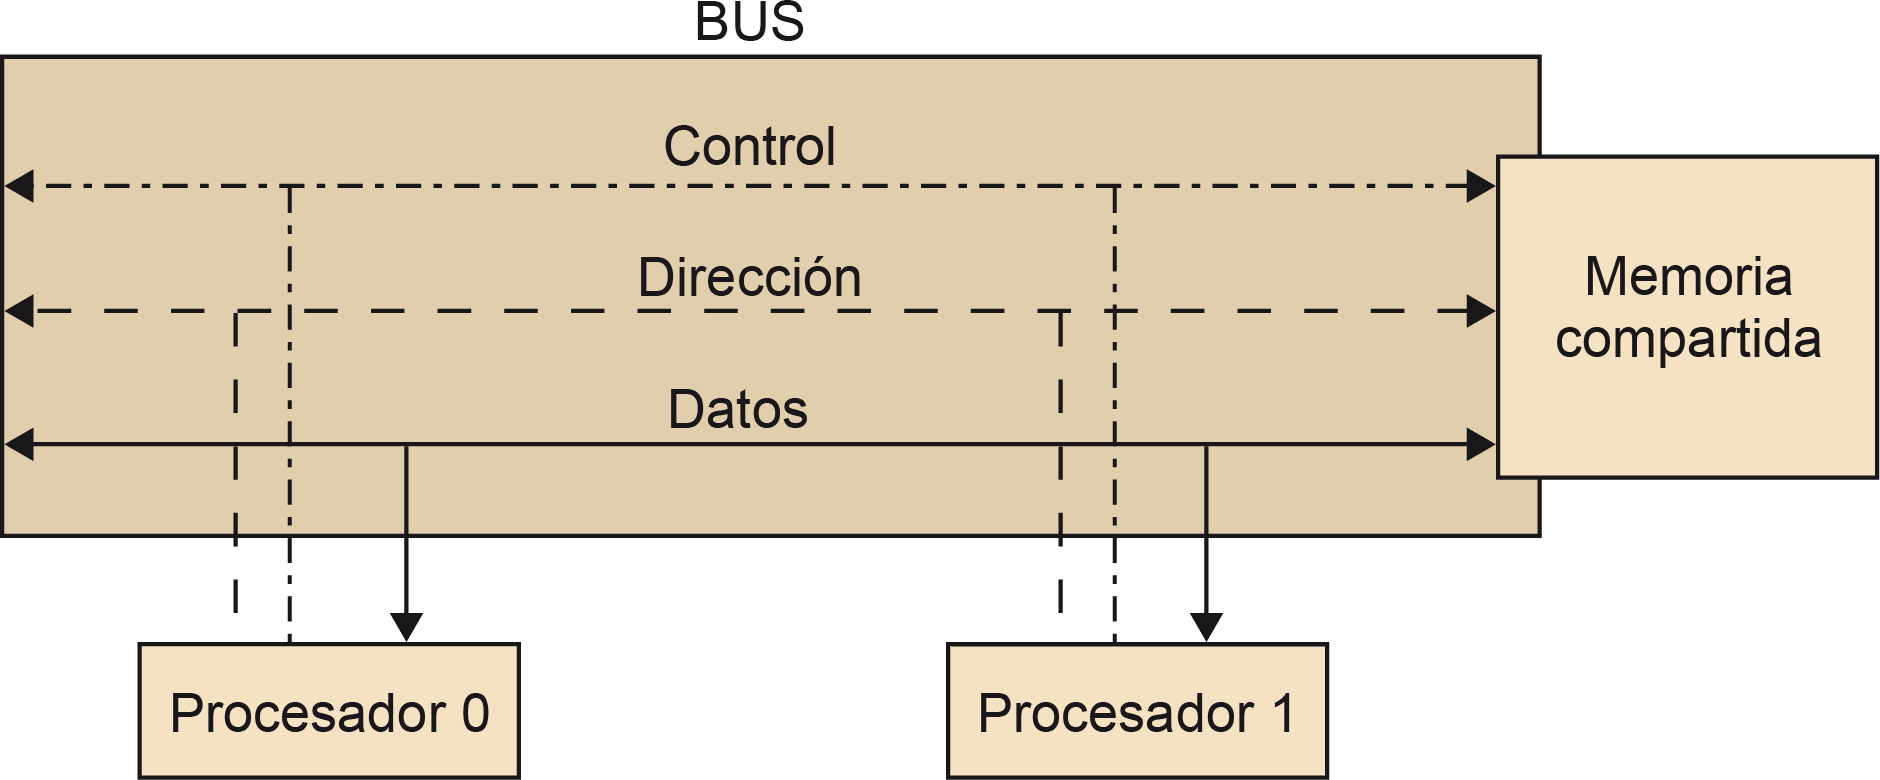 BUS
Control
Dirección
Datos
Memoria
compartida
Procesador 0
Procesador 1